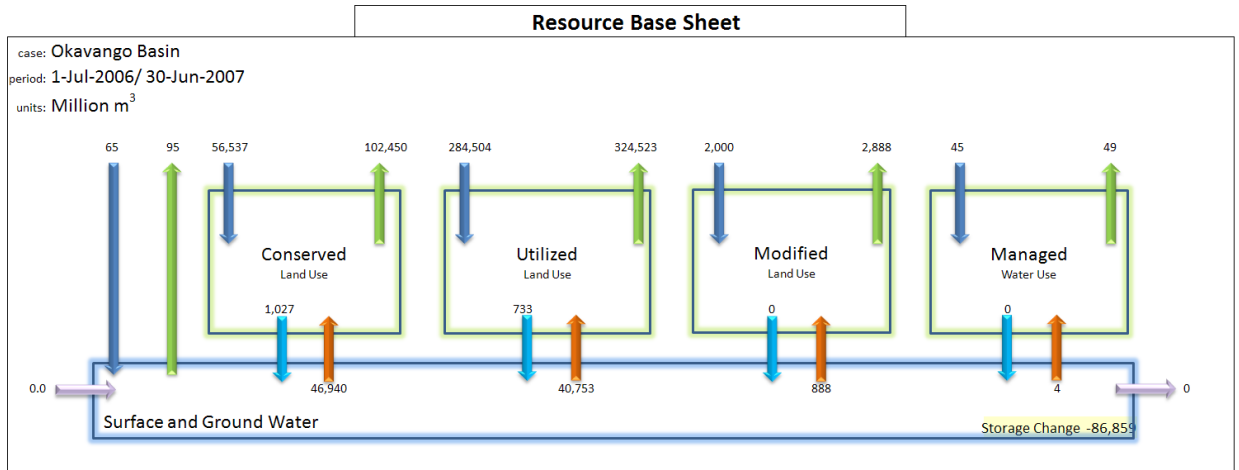 Resource Base Sheet
case: Okavango Basin
period: 1-Jul-2006/ 30-Jun-2007
units: Million m³
65 95 56,537 102,450 284,504 324,523 2,000 2,888 45 49
Conserved Utilized Modified Managed
Land Use Land Use Land Use Water Use
1,027 733 0 0
0.0 46,940 40,753 888 4 0
Surface and Ground Water Storage Change -86,859